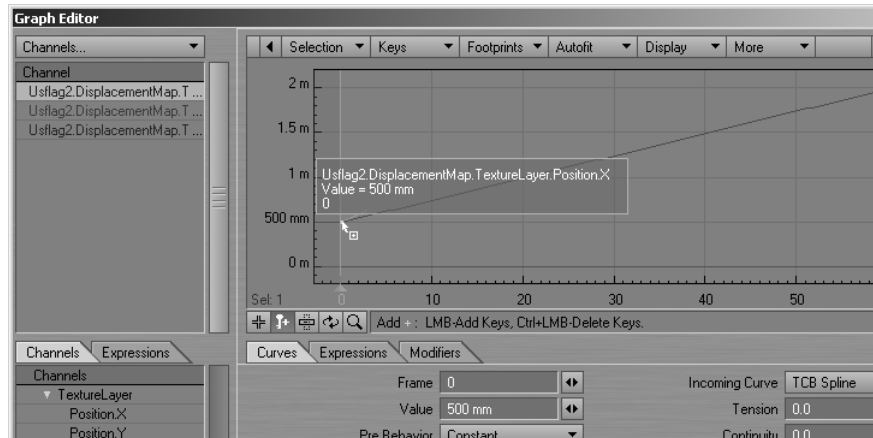 Graph Editor
Channels...
Selection Keys Footprints Autofit Display More
Channel
Usflag2.DisplacementMap.T ...
Usflag2.DisplacementMap.T ...
Usflag2.DisplacementMap.T ...
2 m
1.5 m
1 m
500 mm
0 m
Usflag2.DisplacementMap.TextureLayer.Position.X
Value = 500 mm
0
Sel: 1 0 10 20 30 40 50
Add + : LMB-Add Keys, Ctrl+LMB-Delete Keys.
Channels Expressions
Curves Expressions Modifiers
Channels
TextureLayer
Position.X
Position.Y
Frame 0 Incoming Curve TCB Spline
Value 500 mm Tension 0.0
Pre Behavior Constant Continuity 0.0